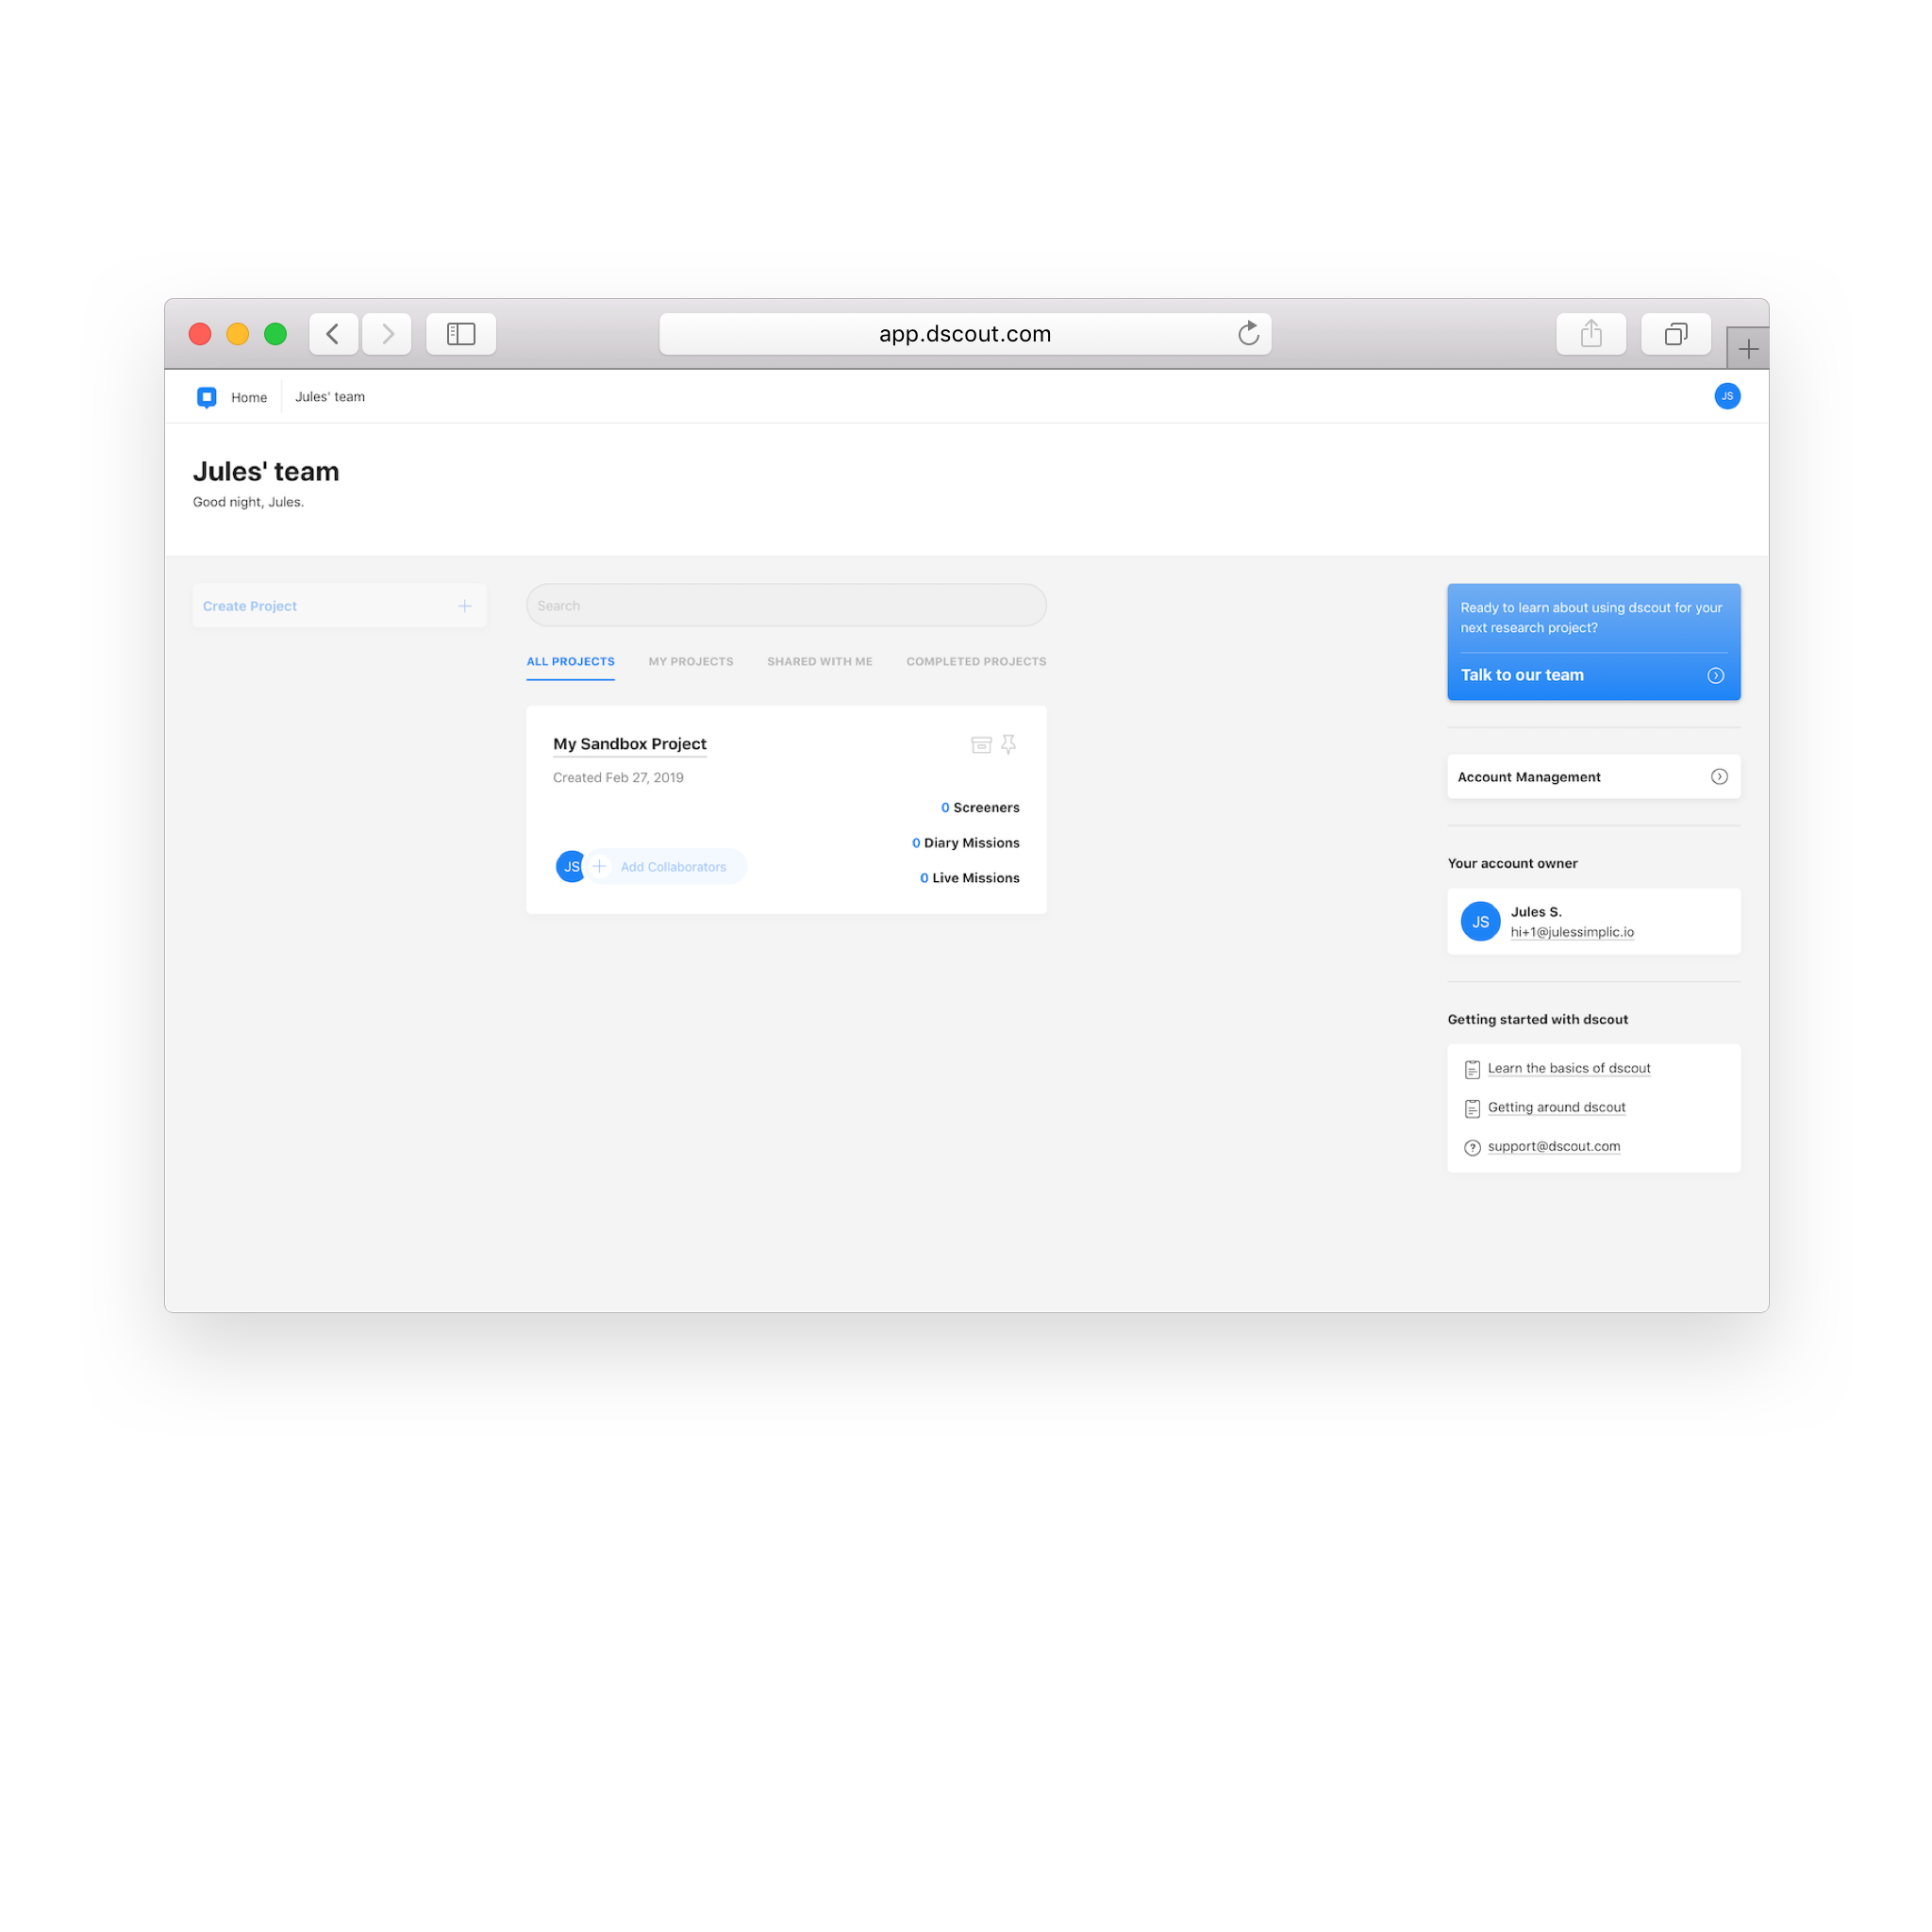 app.dscout.com
Home
Jules' team
JS
Jules' team
Good night, Jules.
Create Project
Search
ALL PROJECTS
MY PROJECTS
SHARED WITH ME
COMPLETED PROJECTS
My Sandbox Project
Created Feb 27, 2019
0 Screeners
0 Diary Missions
0 Live Missions
JS
Add Collaborators
Ready to learn about using dscout for your
next research project?
Talk to our team
Account Management
Your account owner
JS
Jules S.
hi+1@julessimplic.io
Getting started with dscout
Learn the basics of dscout
Getting around dscout
support@dscout.com